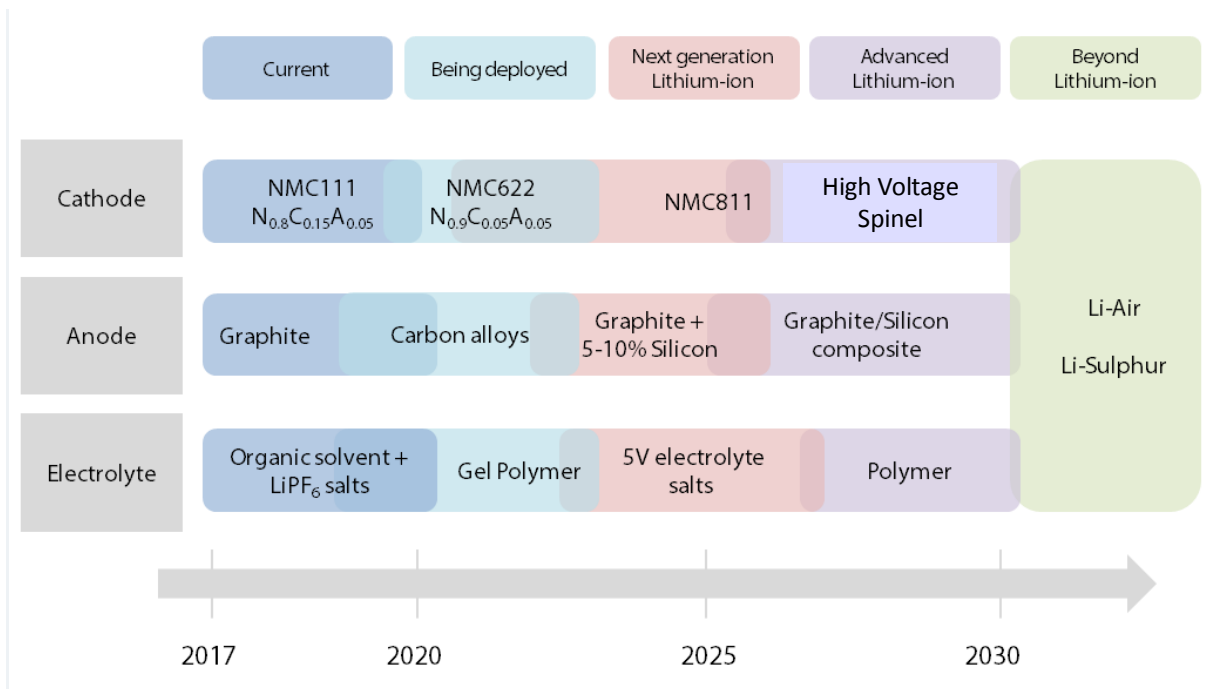 Current
Being deployed
Next generation
Lithium-ion
Advanced
Lithium-ion
Beyond
Lithium-ion
Cathode
NMC111
N₀.₈C₀.₁₅A₀.₀₅
NMC622
N₀.₉C₀.₀₅A₀.₀₅
NMC811
High Voltage
Spinel
Anode
Graphite
Carbon alloys
Graphite +
5-10% Silicon
Graphite/Silicon
composite
Li-Air
Li-Sulphur
Electrolyte
Organic solvent +
LiPF₆ salts
Gel Polymer
5V electrolyte
salts
Polymer
2017
2020
2025
2030